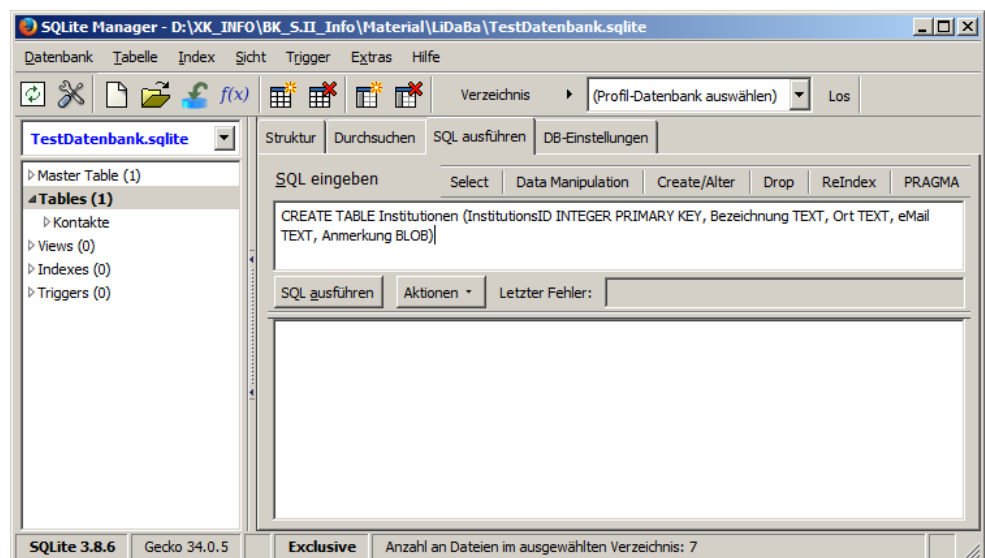 SQLite Manager - D:\XK_INFO\BK_S.II_Info\Material\LiDaBa\TestDatenbank.sqlite
Datenbank Tabelle Index Sicht Trigger Extras Hilfe
f(x) Verzeichnis (Profil-Datenbank auswählen) Los
TestDatenbank.sqlite
Master Table (1)
Tables (1)
Kontakte
Views (0)
Indexes (0)
Triggers (0)
Struktur Durchsuchen SQL ausführen DB-Einstellungen
SQL eingeben Select Data Manipulation Create/Alter Drop ReIndex PRAGMA
CREATE TABLE Institutionen (InstitutionsID INTEGER PRIMARY KEY, Bezeichnung TEXT, Ort TEXT, eMail
TEXT, Anmerkung BLOB)
SQL ausführen Aktionen Letzter Fehler:
SQLite 3.8.6 Gecko 34.0.5 Exclusive Anzahl an Dateien im ausgewählten Verzeichnis: 7